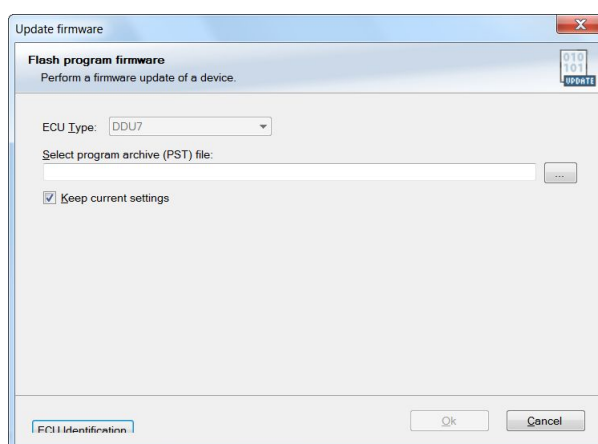 Update firmware
Flash program firmware
Perform a firmware update of a device.
010
101
UPDATE
ECU Type: DDU7
Select program archive (PST) file:
...
Keep current settings
Ok Cancel
ECU Identification